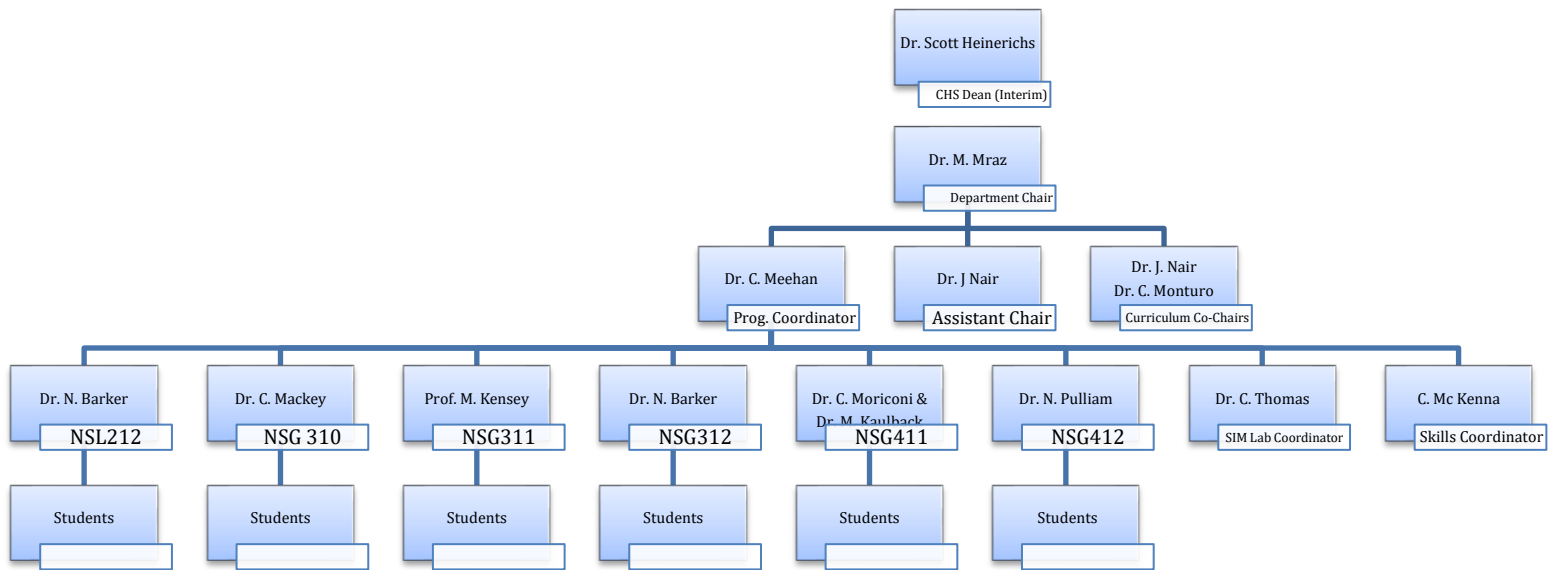 Dr. Scott Heinerichs
CHS Dean (Interim)
Dr. M. Mraz
Department Chair
Dr. C. Meehan
Prog. Coordinator
Dr. J Nair
Assistant Chair
Dr. J. Nair
Dr. C. Monturo
Curriculum Co-Chairs
Dr. N. Barker
NSL212
Dr. C. Mackey
NSG 310
Prof. M. Kensey
NSG311
Dr. N. Barker
NSG312
Dr. C. Moriconi &
Dr. M. Kaulback
NSG411
Dr. N. Pulliam
NSG412
Dr. C. Thomas
SIM Lab Coordinator
C. Mc Kenna
Skills Coordinator
Students
Students
Students
Students
Students
Students